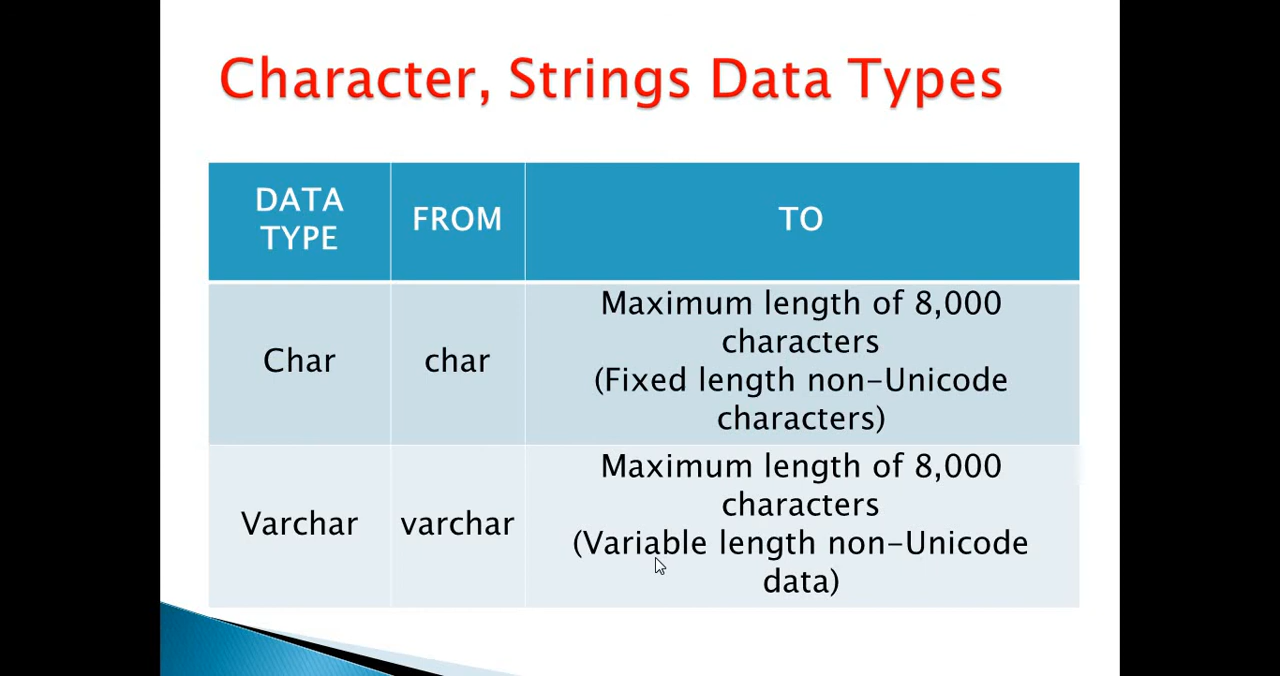 Character, Strings Data Types
DATA
TYPE
FROM
TO
Char
char
Maximum length of 8,000
characters
(Fixed length non-Unicode
characters)
Varchar
varchar
Maximum length of 8,000
characters
(Variable length non-Unicode
data)